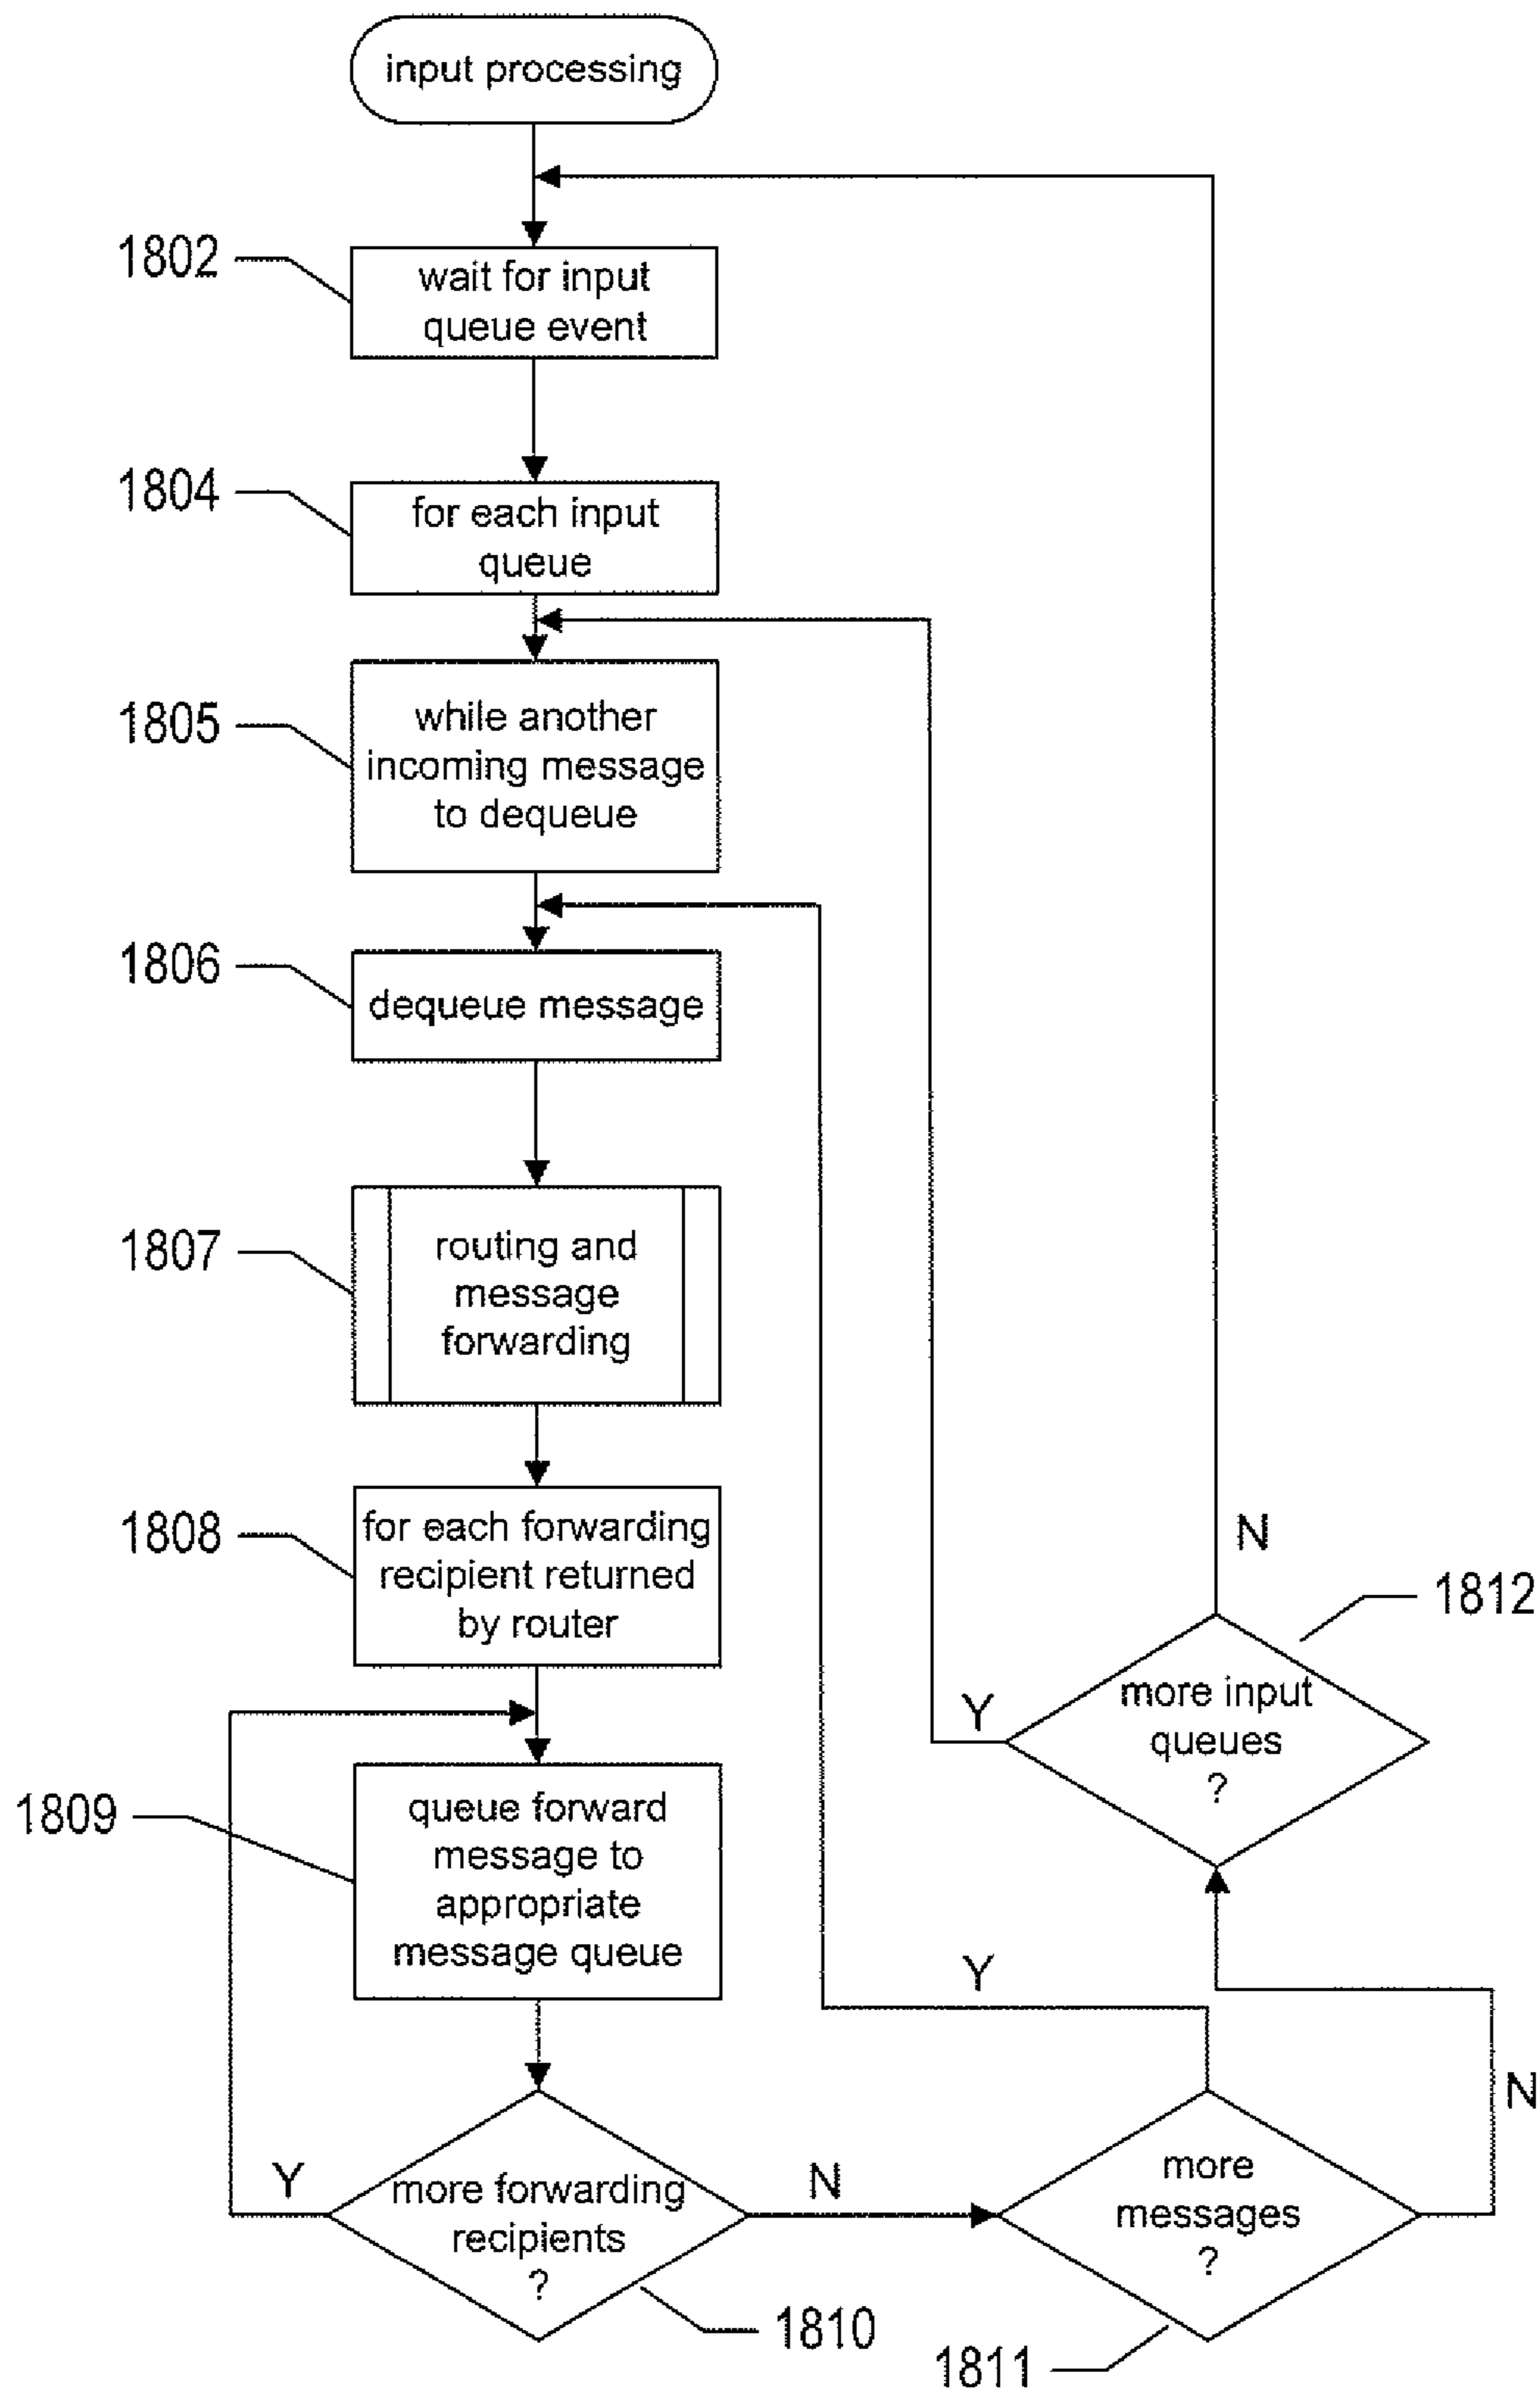 input processing
1802
wait for input
queue event
1804
for each input
queue
1805
while another
incoming message
to dequeue
1806
dequeue message
1807
routing and
message
forwarding
1808
for each forwarding
recipient returned
by router
N
1812
more input
queues
?
Y
1809
queue forward
message to
appropriate
message queue
Y
N
Y
more forwarding
recipients
?
N
more
messages
?
1810
1811